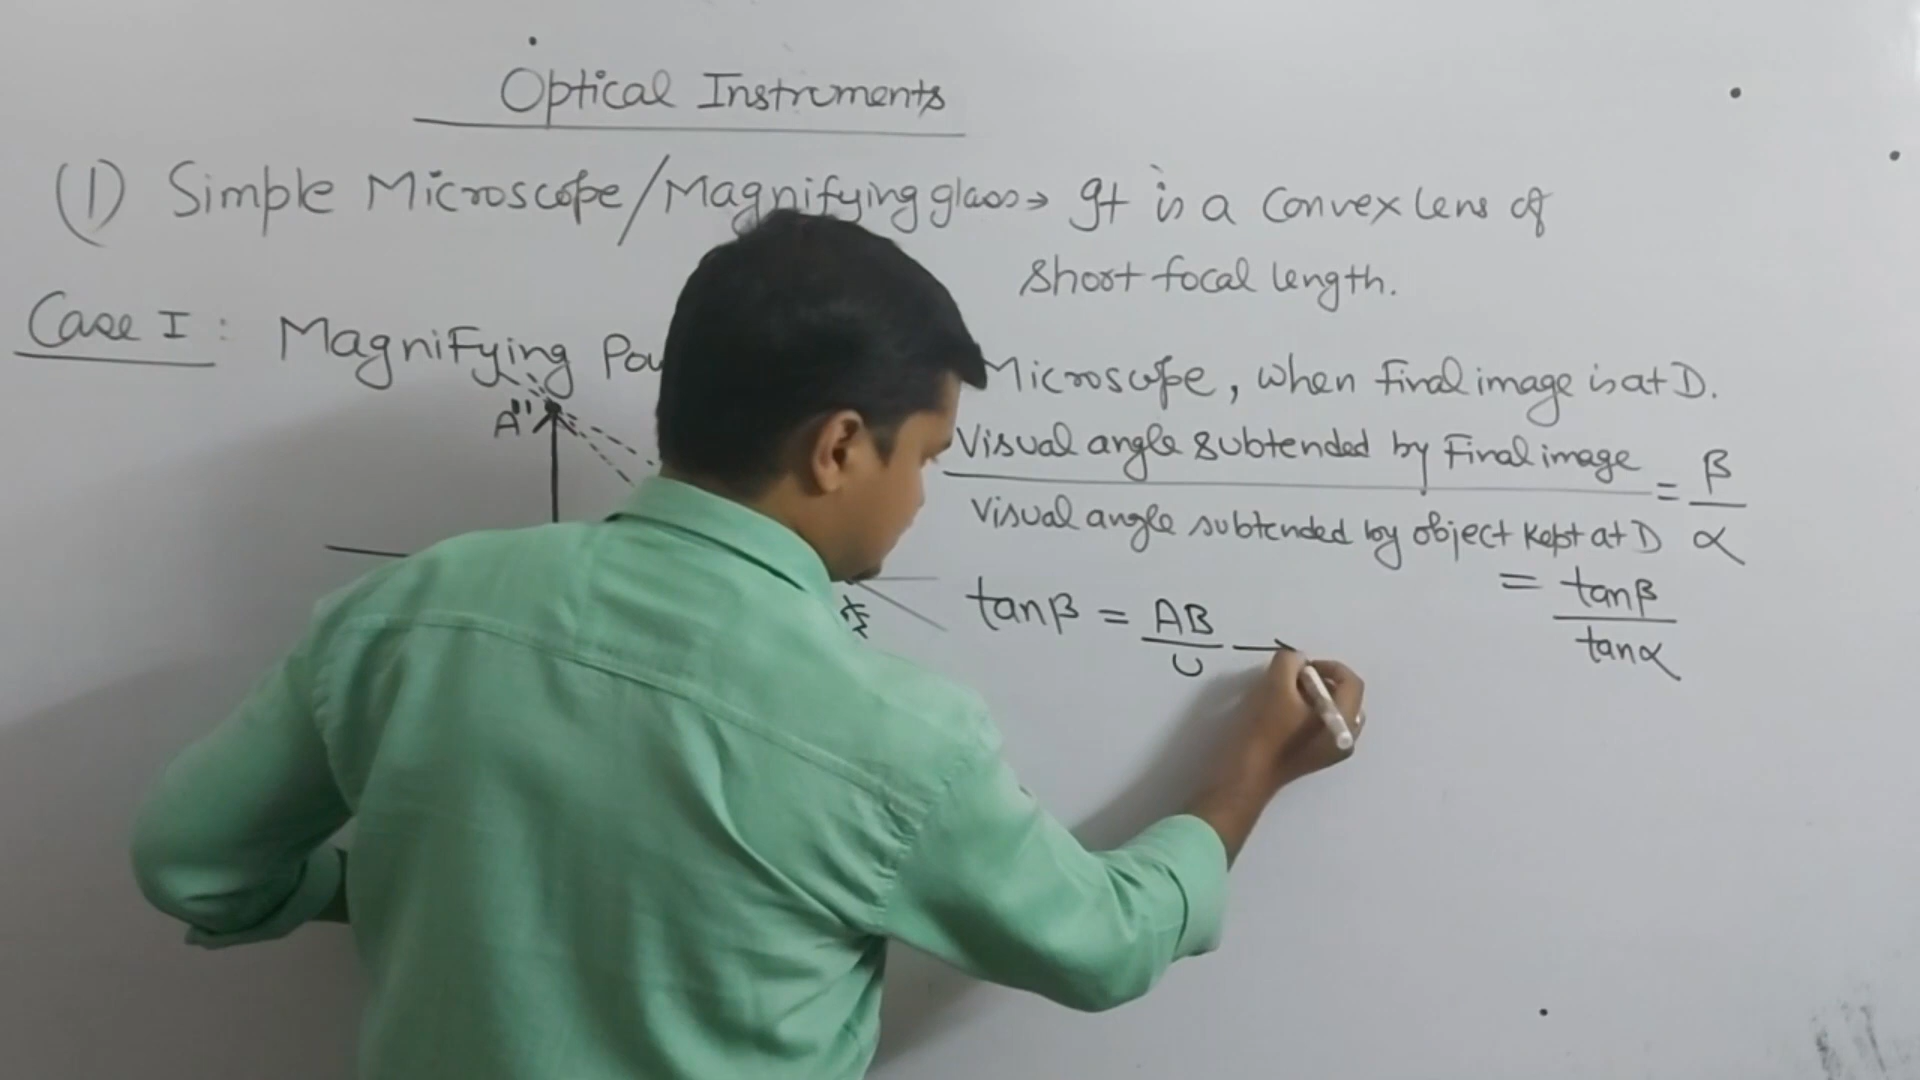 Optical Instruments
(1) Simple Microscope/Magnifying glass → It is a convex lens of
short focal length.
Case I : Magnifying Microscope, when Final image is at D.
A"
Visual angle subtended by Final image = β
Visual angle subtended by object kept at D α
tanβ = AB → = tanβ
U tanα